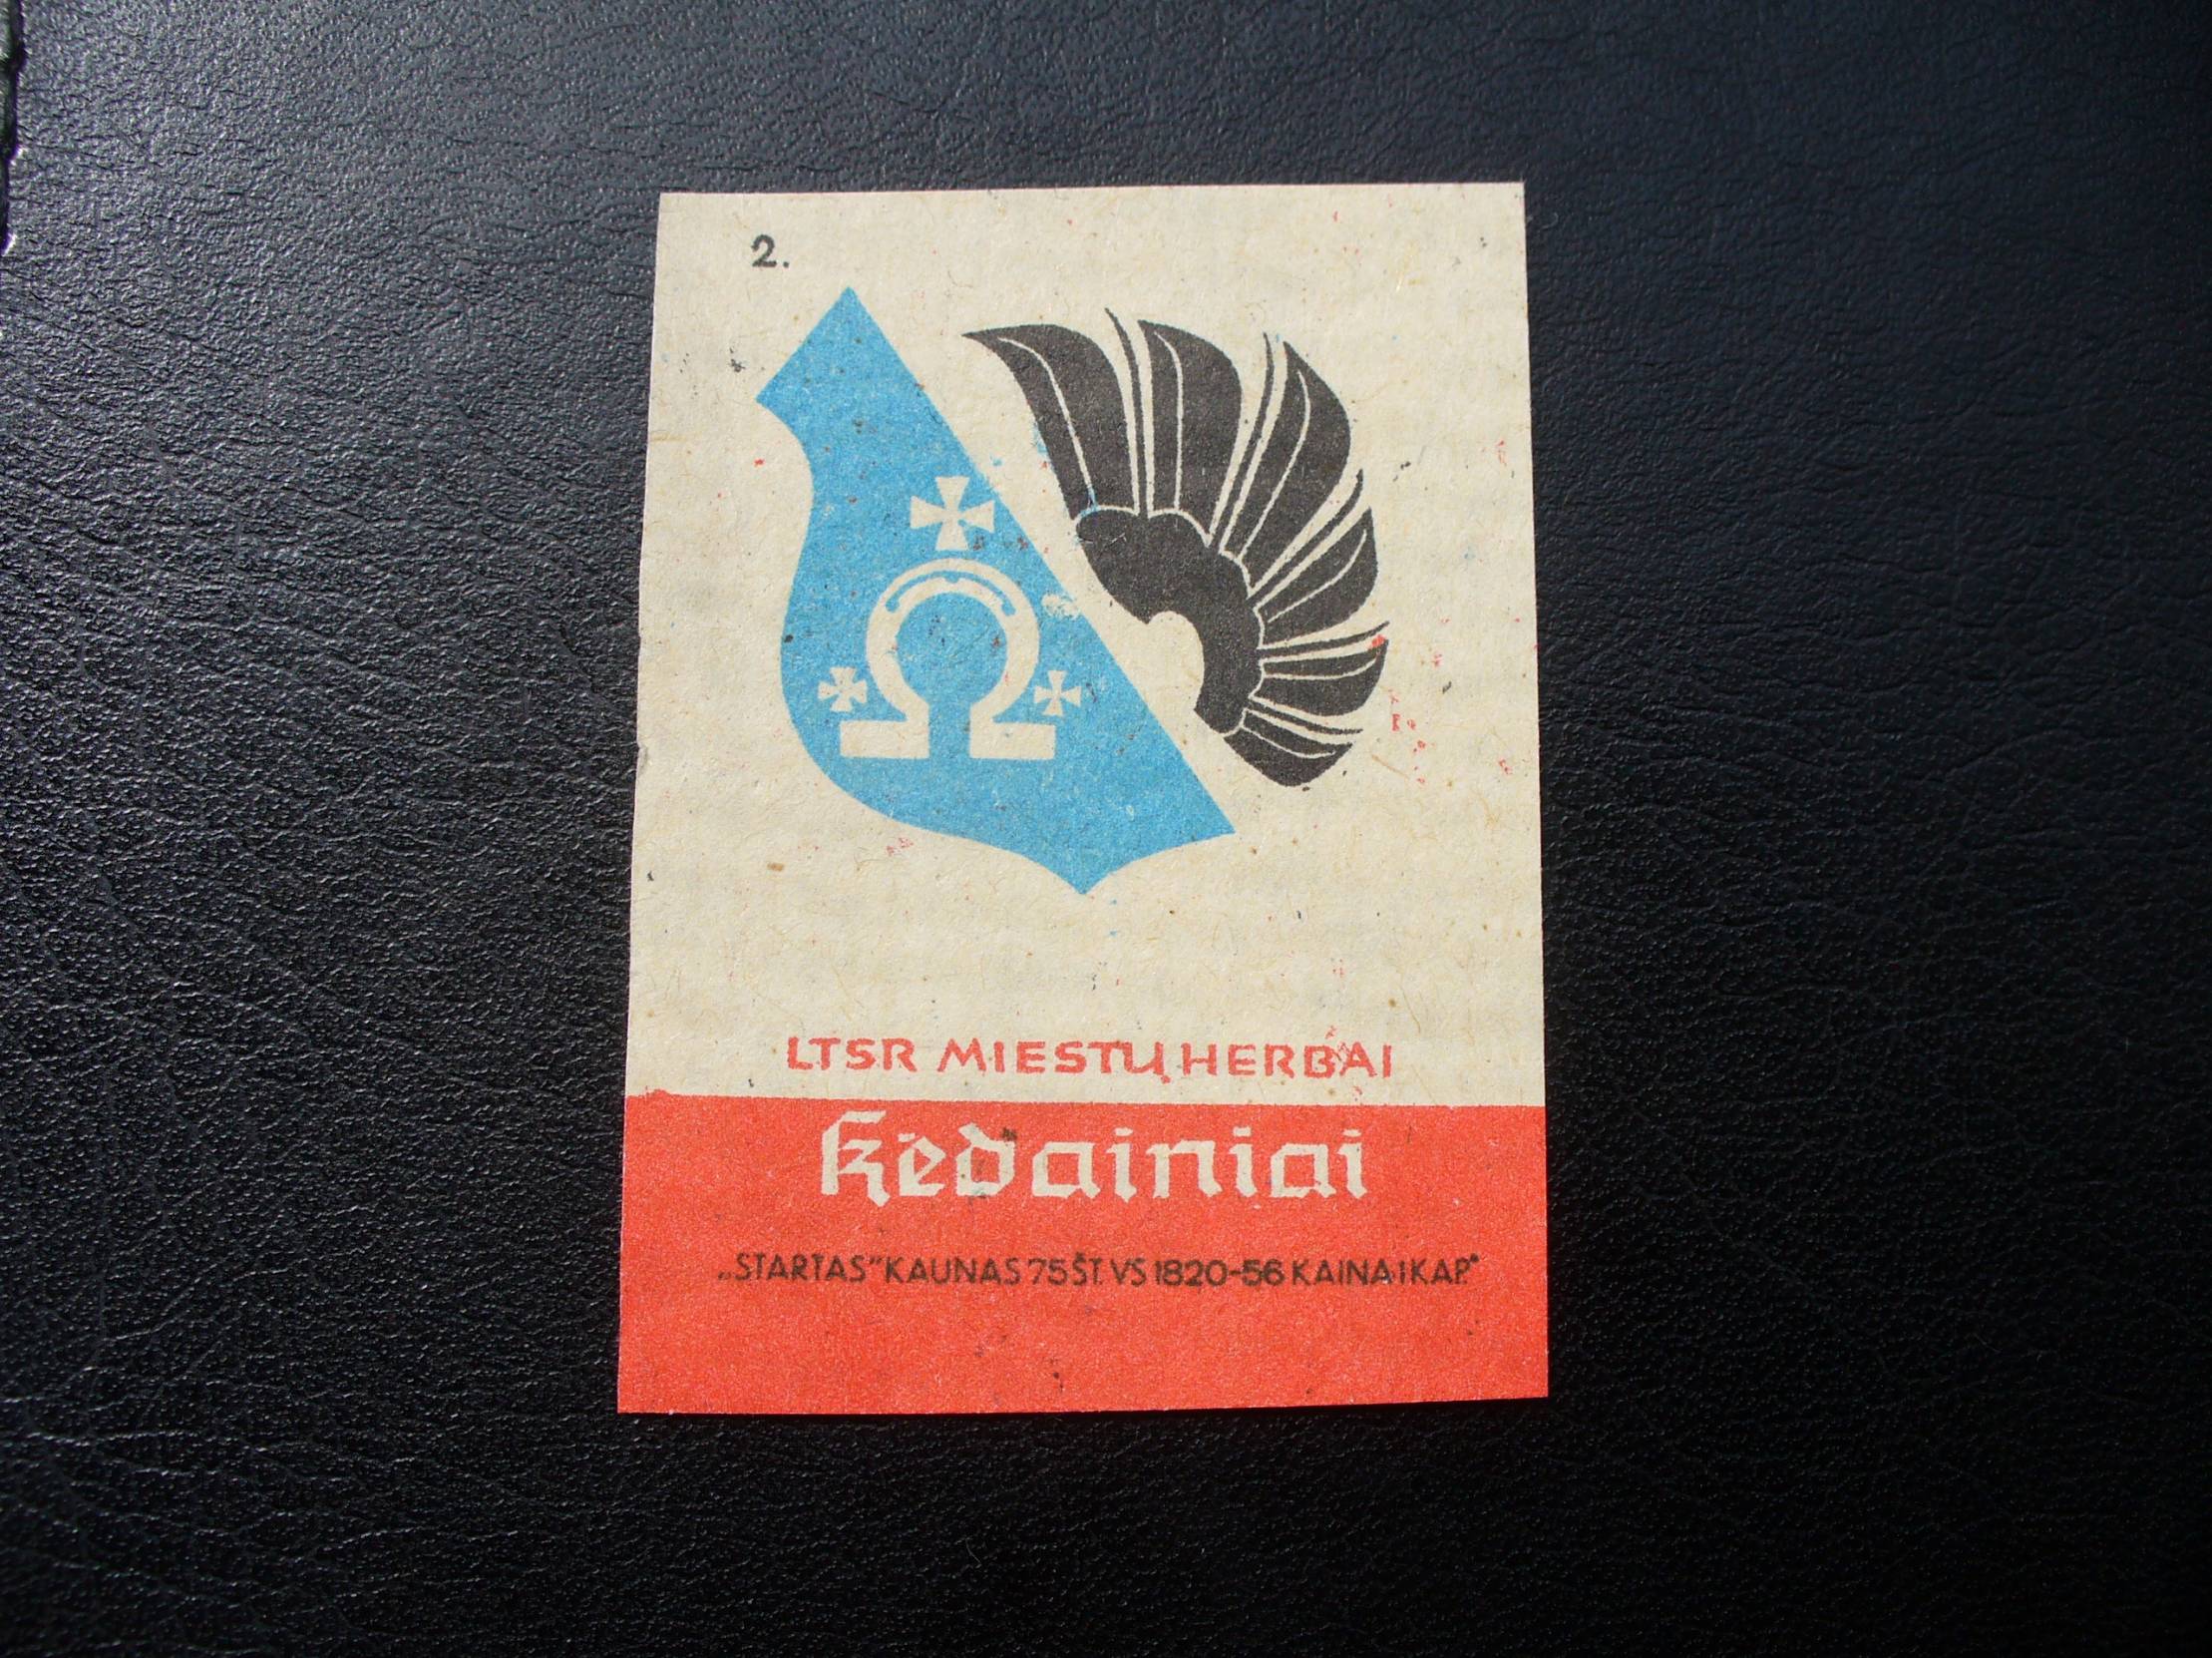 2.
LTSR MIESTŲ HERBAI
Kėdainiai
„STARTAS" KAUNAS 75 ŠT. VS 1820-56 KAINA 1 KAP.